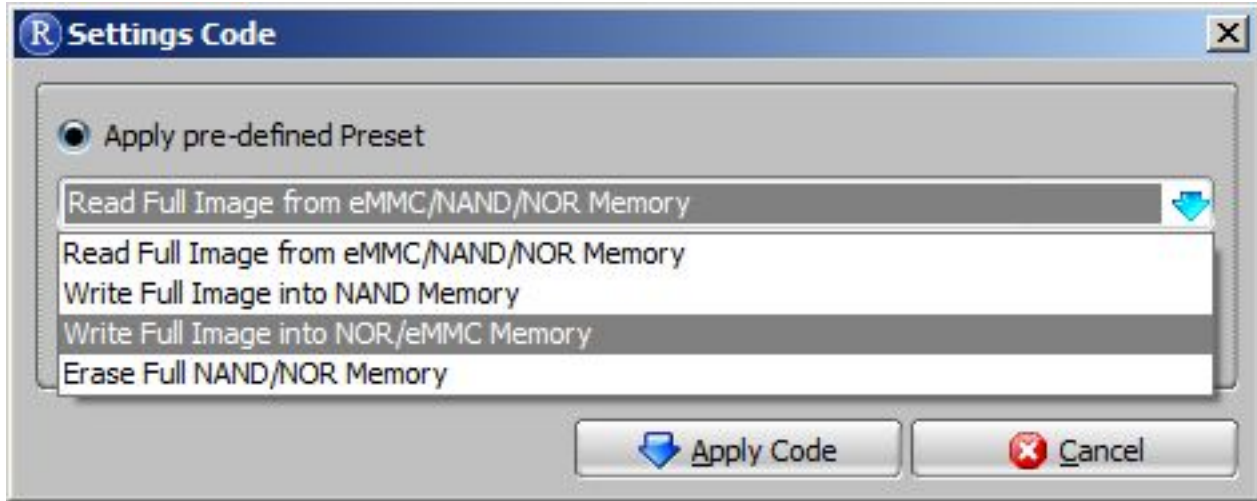 R Settings Code
Apply pre-defined Preset
Read Full Image from eMMC/NAND/NOR Memory
Read Full Image from eMMC/NAND/NOR Memory
Write Full Image into NAND Memory
Write Full Image into NOR/eMMC Memory
Erase Full NAND/NOR Memory
Apply Code Cancel